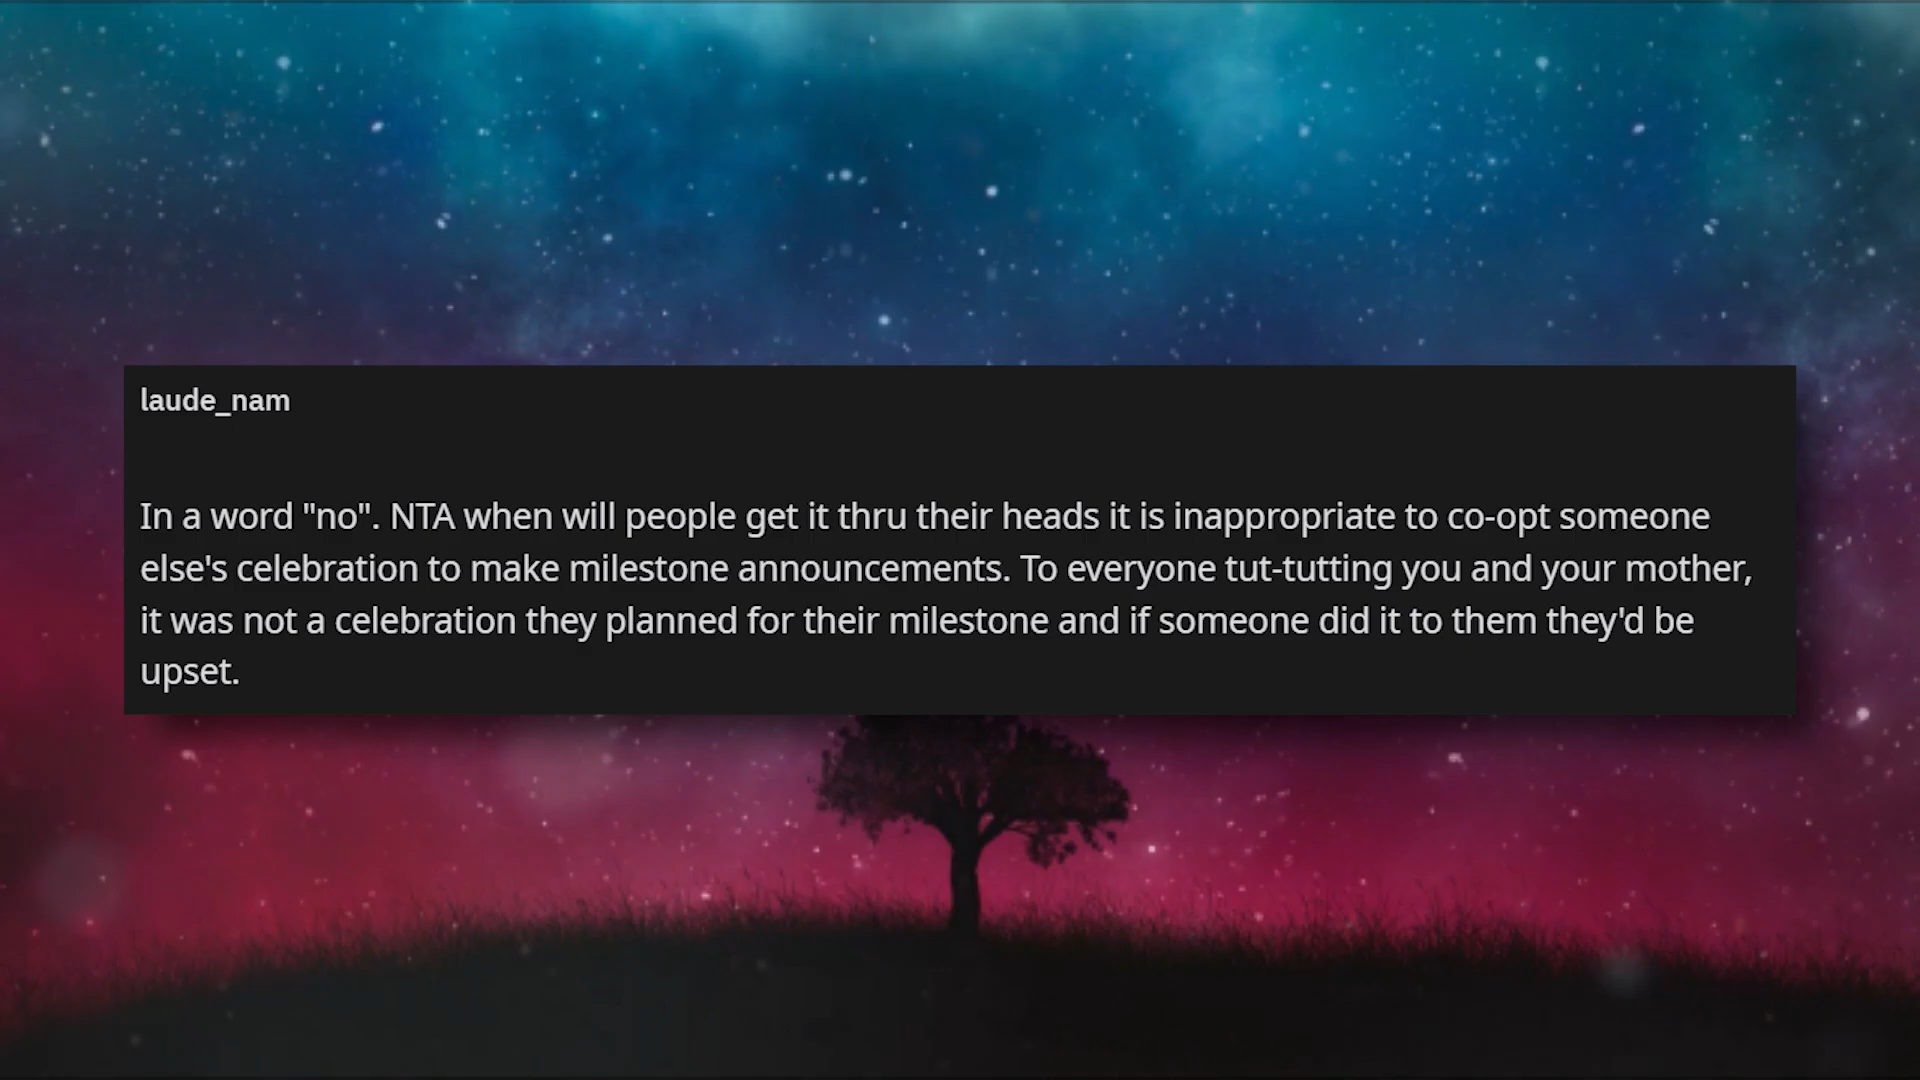 laude_nam
In a word "no". NTA when will people get it thru their heads it is inappropriate to co-opt someone
else's celebration to make milestone announcements. To everyone tut-tutting you and your mother,
it was not a celebration they planned for their milestone and if someone did it to them they'd be
upset.